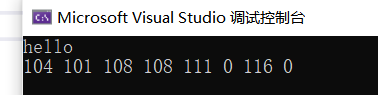 Microsoft Visual Studio 调试控制台
hello
104 101 108 108 111 0 116 0